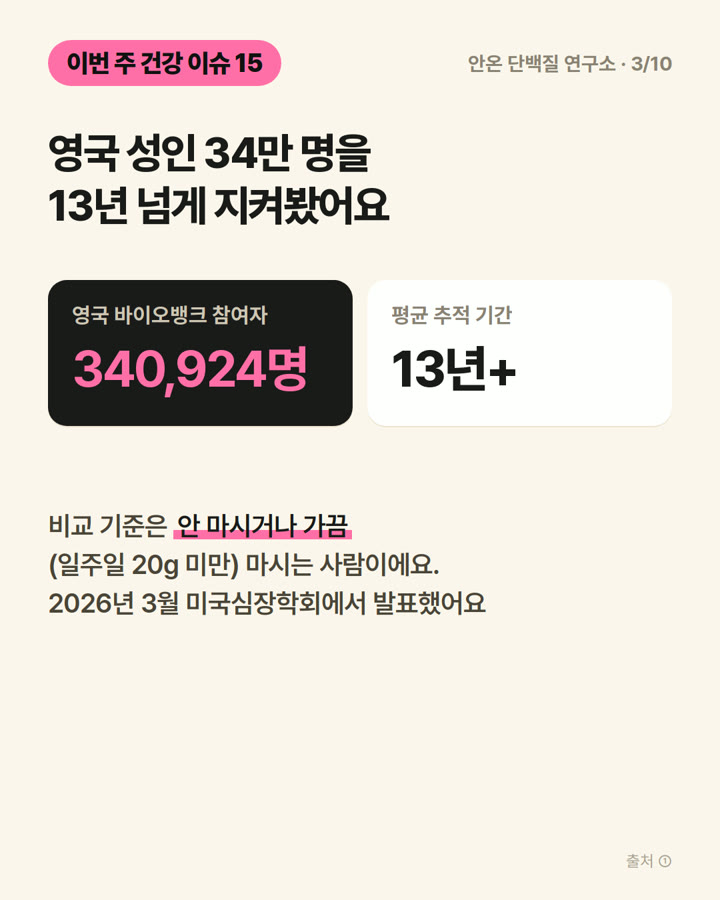 이번 주 건강 이슈 15
안온 단백질 연구소 · 3/10
영국 성인 34만 명을
13년 넘게 지켜봤어요
영국 바이오뱅크 참여자
340,924명
평균 추적 기간
13년+
비교 기준은 안 마시거나 가끔
(일주일 20g 미만) 마시는 사람이에요.
2026년 3월 미국심장학회에서 발표했어요
출처 ①